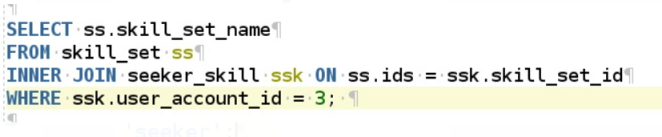 SELECT ss.skill_set_name
FROM skill_set ss
INNER JOIN seeker_skill ssk ON ss.ids = ssk.skill_set_id
WHERE ssk.user_account_id = 3;
'seeker';